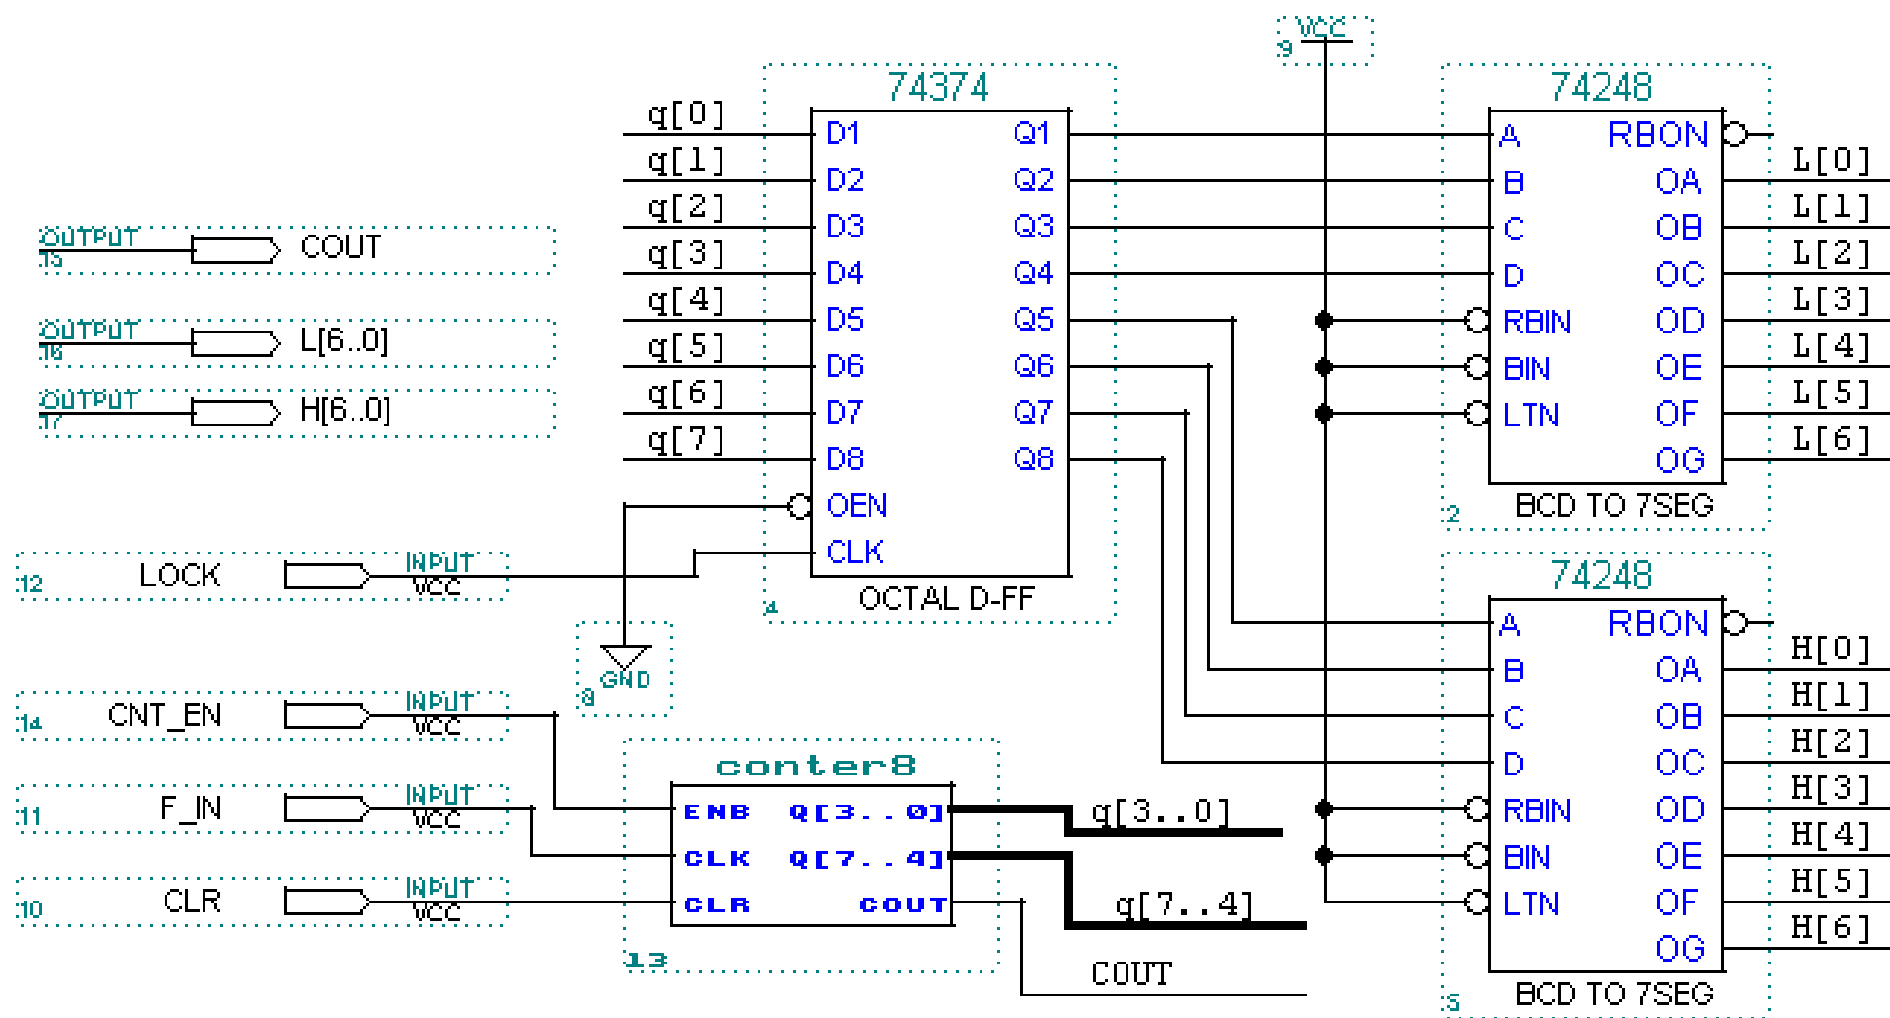 VCC
9
74374
74248
q[0] D1 Q1 A RBON
L[0]
q[1] D2 Q2 B OA
L[1]
q[2] D3 Q3 C OB
L[2]
q[3] D4 Q4 D OC
L[3]
q[4] D5 Q5 RBIN OD
L[4]
q[5] D6 Q6 BIN OE
L[5]
q[6] D7 Q7 LTN OF
L[6]
q[7] D8 Q8 OG
OEN
CLK
4
OCTAL D-FF
2
BCD TO 7SEG
OUTPUT
15
COUT
OUTPUT
16
L[6..0]
OUTPUT
17
H[6..0]
12
LOCK
INPUT
VCC
8
GND
14
CNT_EN
INPUT
VCC
11
F_IN
INPUT
VCC
10
CLR
INPUT
VCC
conter8
ENB Q[3..0]
CLK Q[7..4]
CLR COUT
13
q[3..0]
q[7..4]
COUT
74248
A RBON
H[0]
B OA
H[1]
C OB
H[2]
D OC
H[3]
RBIN OD
H[4]
BIN OE
H[5]
LTN OF
H[6]
OG
5
BCD TO 7SEG